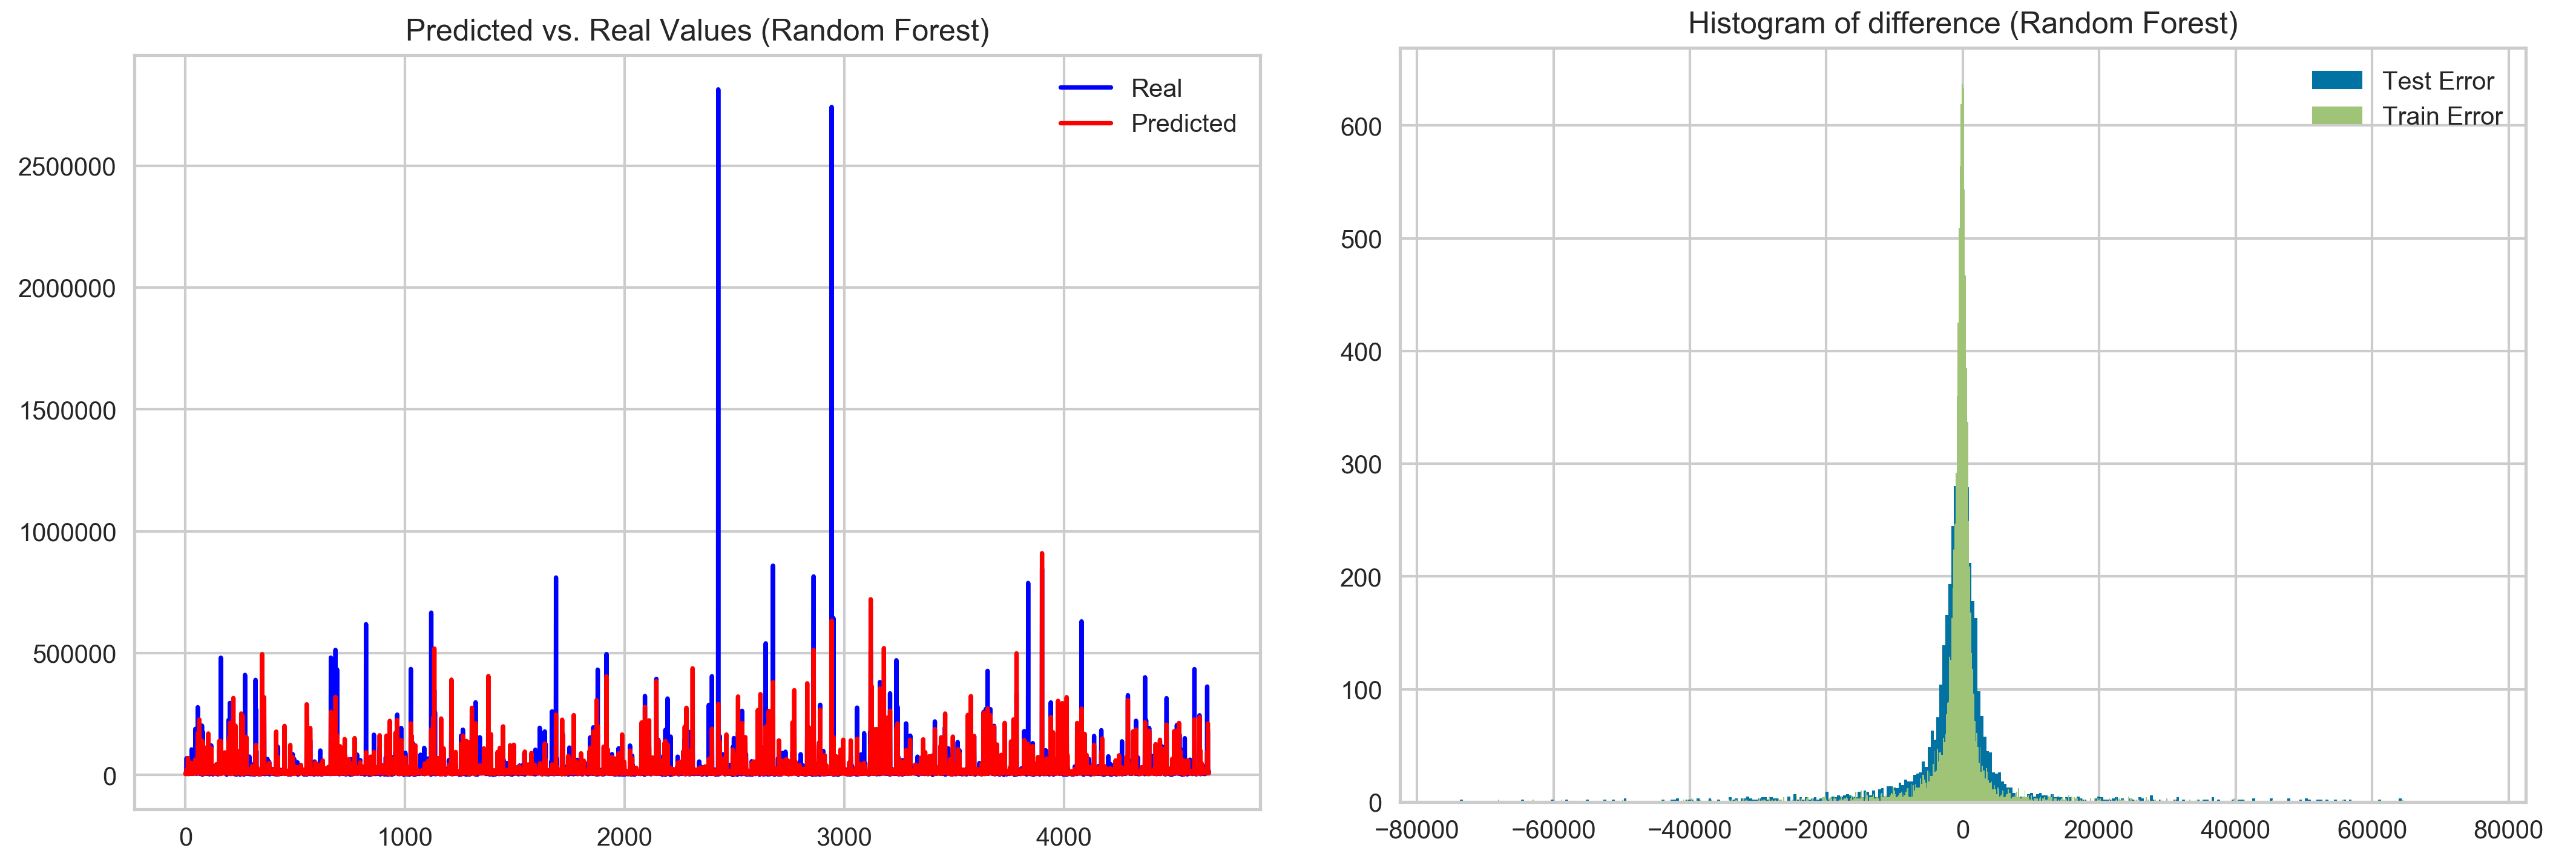 Predicted vs. Real Values (Random Forest)
Real
Predicted
2500000
2000000
1500000
1000000
500000
0
0 1000 2000 3000 4000
Histogram of difference (Random Forest)
Test Error
Train Error
600
500
400
300
200
100
0
−80000 −60000 −40000 −20000 0 20000 40000 60000 80000